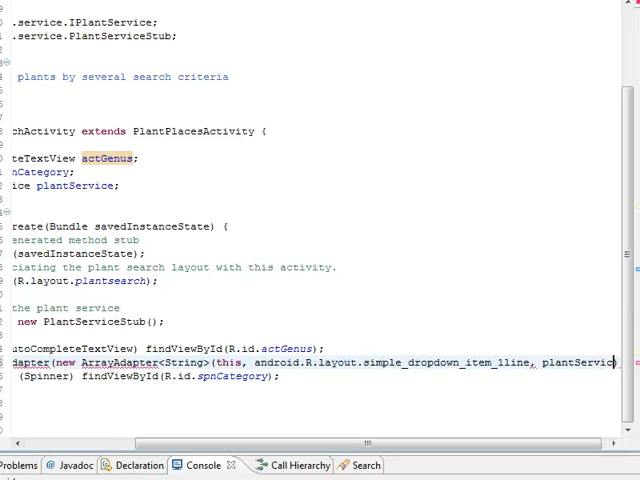 .service.IPlantService;
.service.PlantServiceStub;
plants by several search criteria
chActivity extends PlantPlacesActivity {
teTextView actGenus;
nCategory;
ice plantService;
reate(Bundle savedInstanceState) {
enerated method stub
(savedInstanceState);
ciating the plant search layout with this activity.
(R.layout.plantsearch);
the plant service
new PlantServiceStub();
utoCompleteTextView) findViewById(R.id.actGenus);
dapter(new ArrayAdapter<String>(this, android.R.layout.simple_dropdown_item_1line, plantServic)
(Spinner) findViewById(R.id.spnCategory);
Problems @ Javadoc Declaration Console Call Hierarchy Search